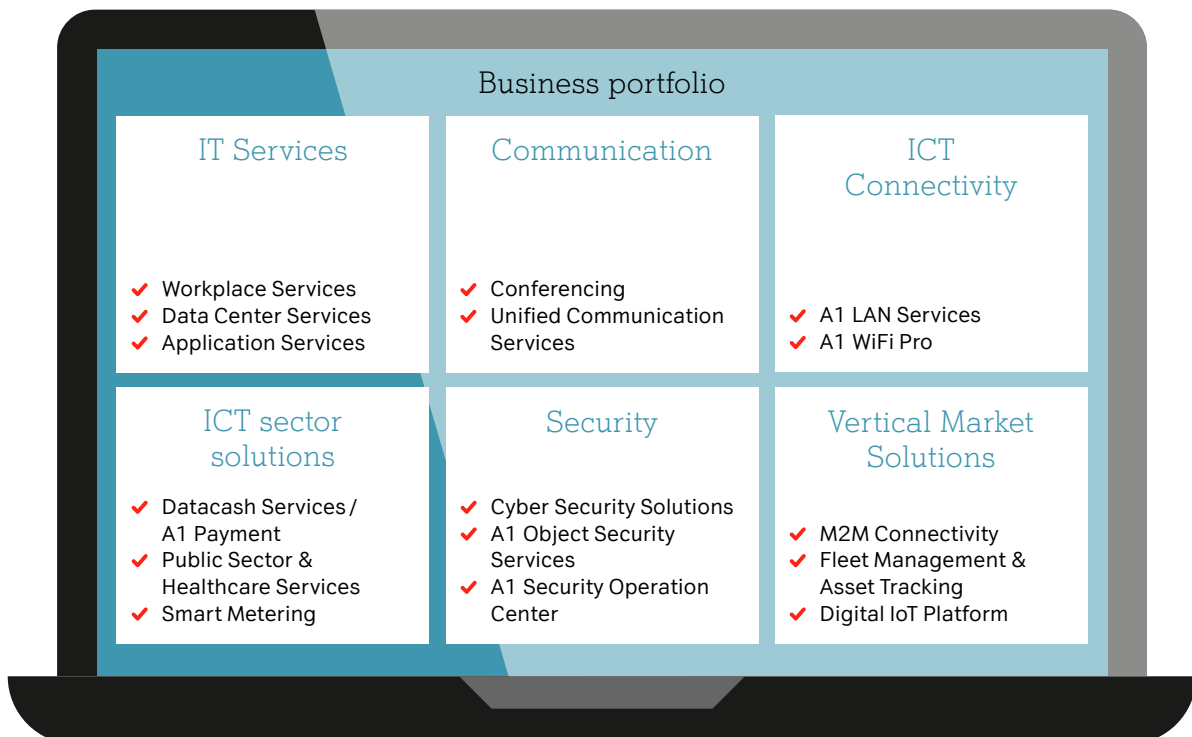 Business portfolio
IT Services
Workplace Services
Data Center Services
Application Services
Communication
Conferencing
Unified Communication
Services
ICT
Connectivity
A1 LAN Services
A1 WiFi Pro
ICT sector
solutions
Datacash Services /
A1 Payment
Public Sector &
Healthcare Services
Smart Metering
Security
Cyber Security Solutions
A1 Object Security
Services
A1 Security Operation
Center
Vertical Market
Solutions
M2M Connectivity
Fleet Management &
Asset Tracking
Digital IoT Platform